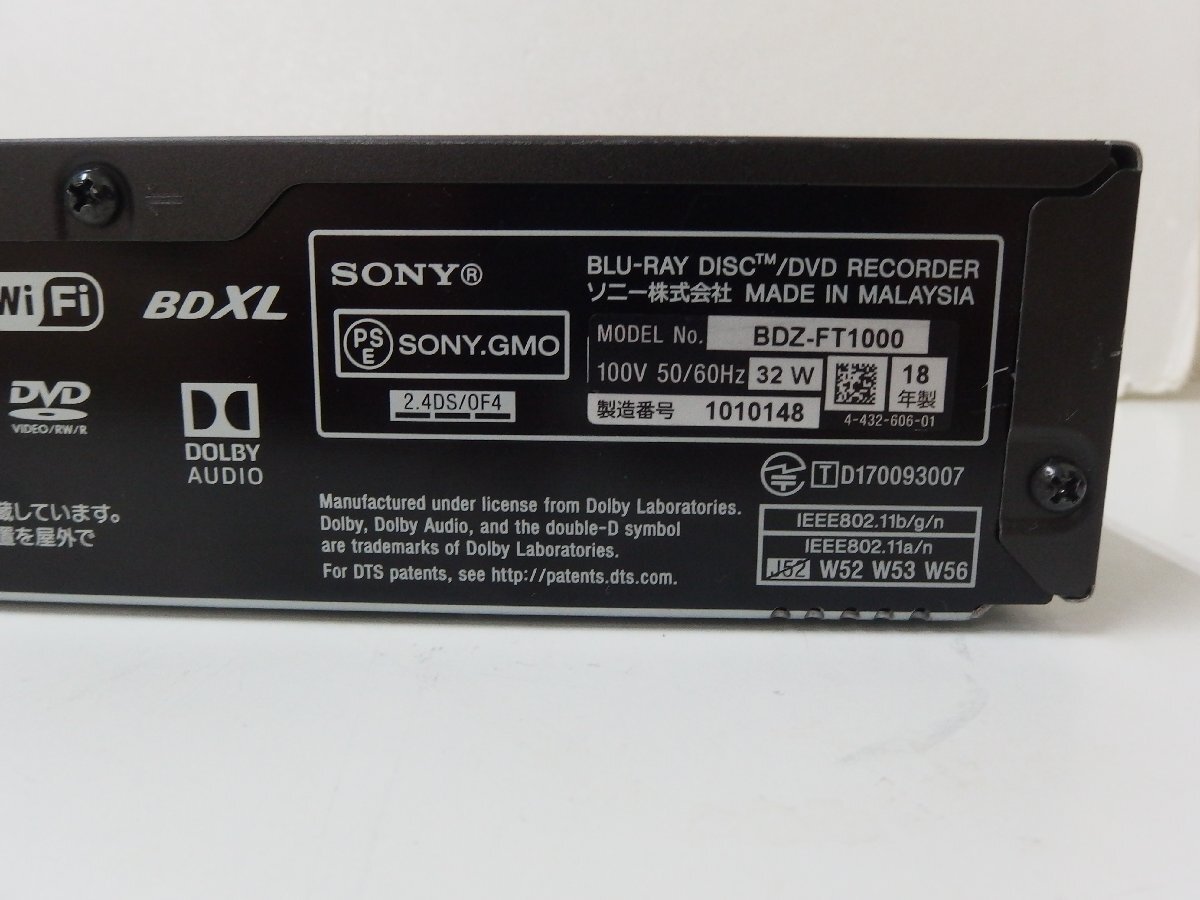 Wi Fi
BDXL
DVD
VIDEO/RW/R
DOLBY
AUDIO
蔵しています。
置を屋外で
SONY®
BLU-RAY DISC™/DVD RECORDER
ソニー株式会社 MADE IN MALAYSIA
PS
E
SONY.GMO
2.4DS/OF4
MODEL No. BDZ-FT1000
100V 50/60Hz 32 W
18
年製
製造番号 1010148
4-432-606-01
T D170093007
Manufactured under license from Dolby Laboratories.
Dolby, Dolby Audio, and the double-D symbol
are trademarks of Dolby Laboratories.
For DTS patents, see http://patents.dts.com.
IEEE802.11b/g/n
IEEE802.11a/n
J52 W52 W53 W56